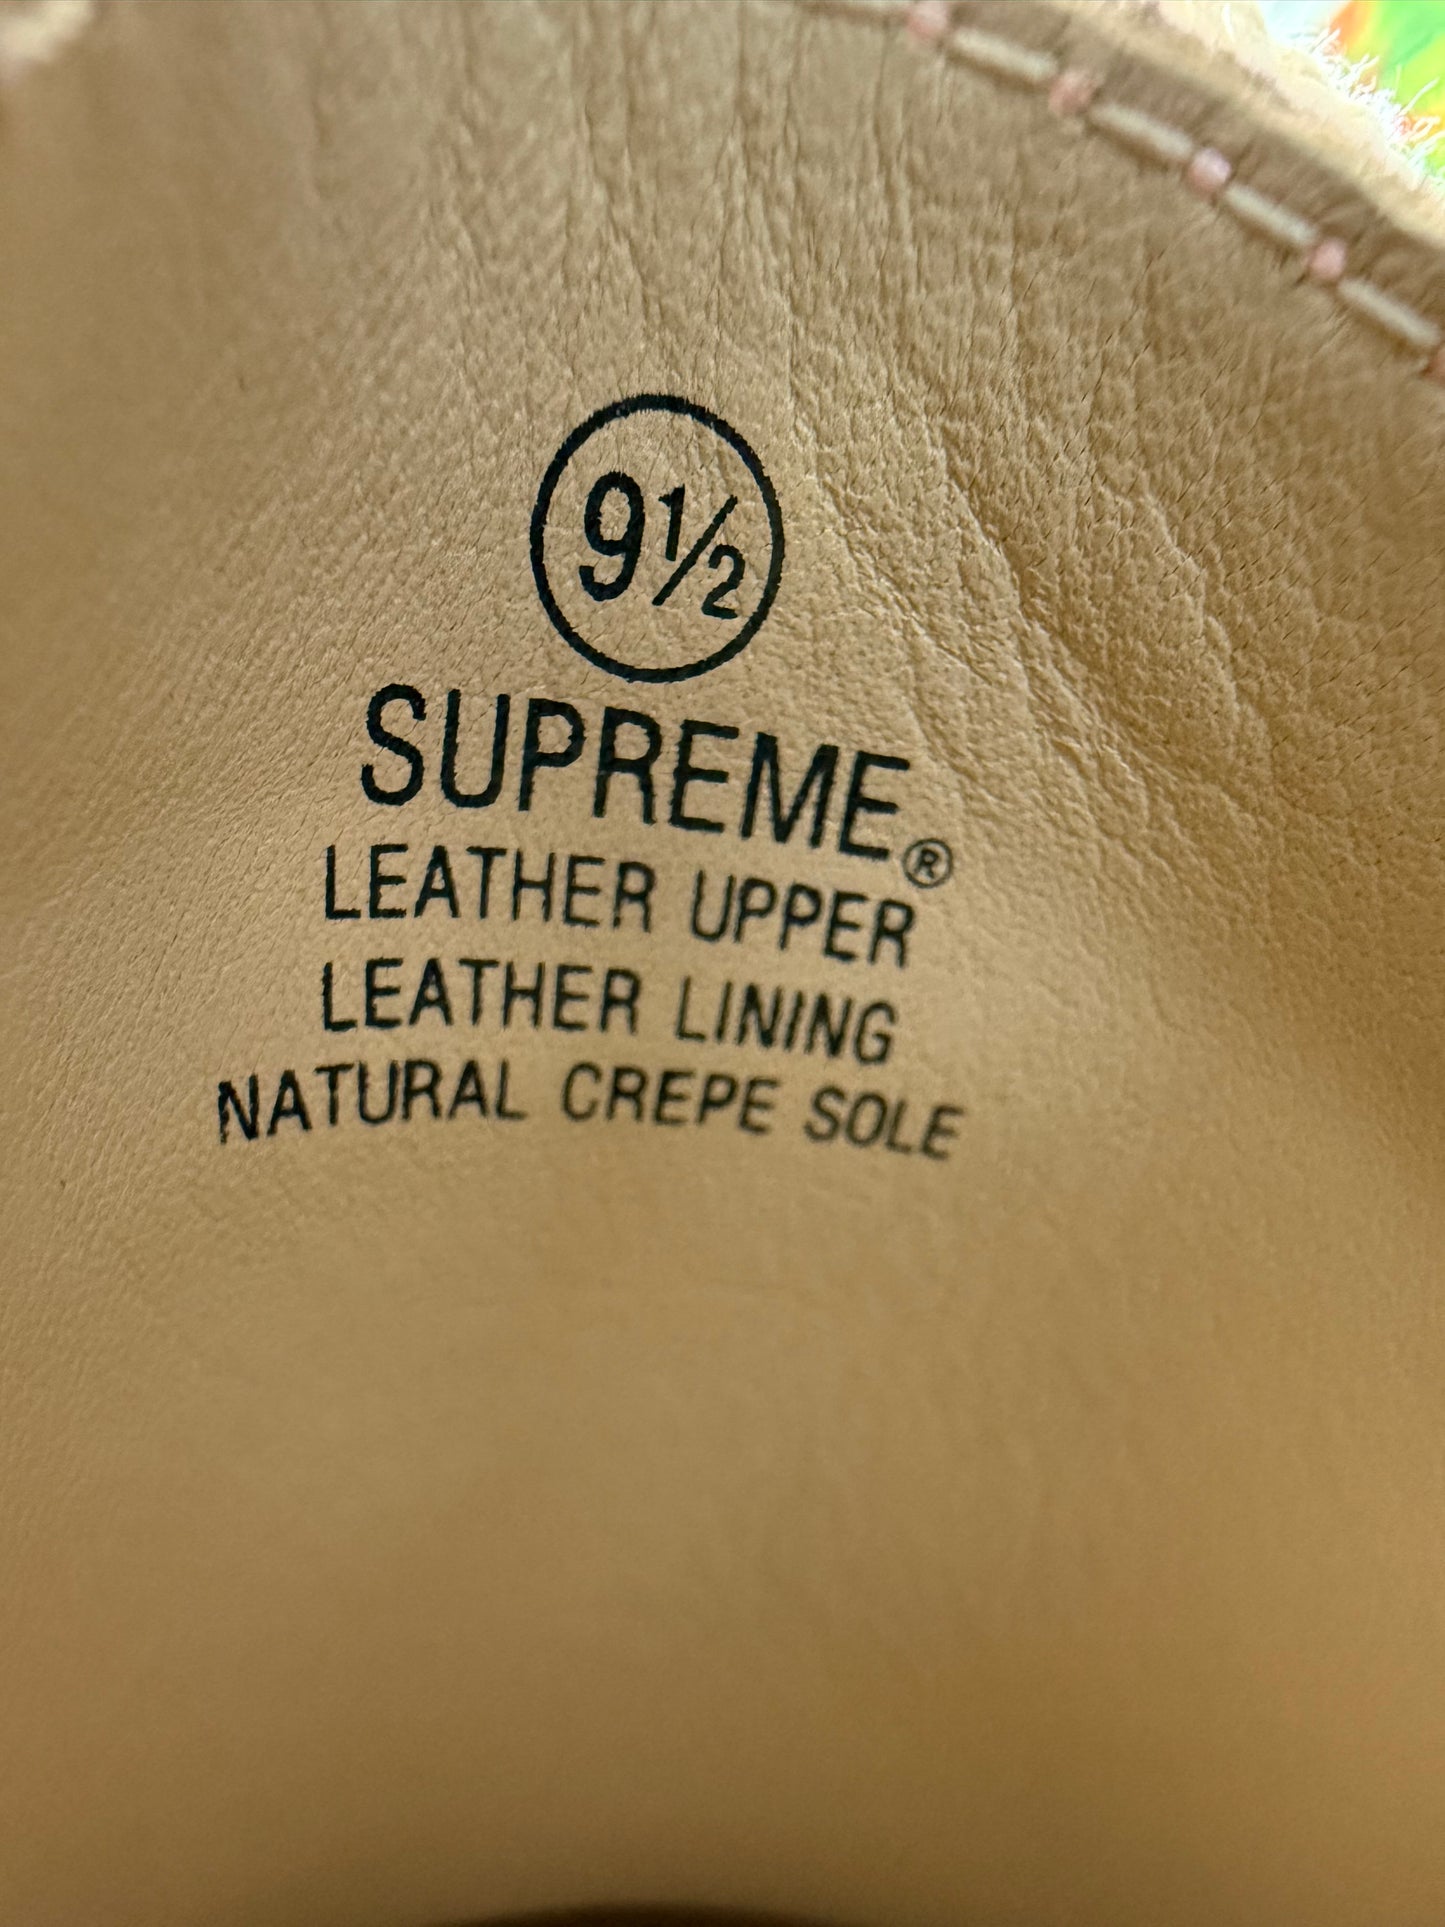 9½
SUPREME®
LEATHER UPPER
LEATHER LINING
NATURAL CREPE SOLE